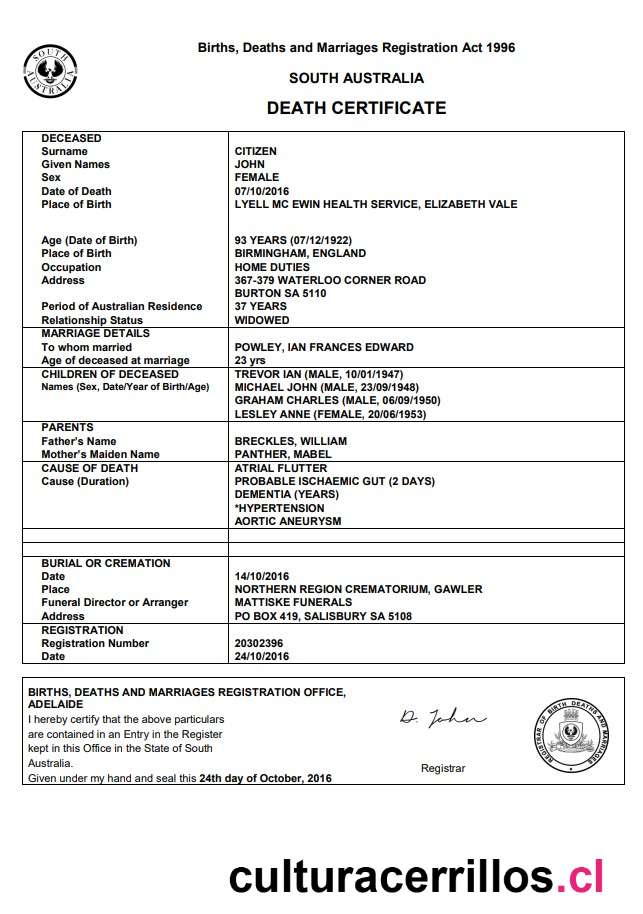 Births, Deaths and Marriages Registration Act 1996
SOUTH AUSTRALIA
SOUTH AUSTRALIA
DEATH CERTIFICATE
DECEASED
Surname CITIZEN
Given Names JOHN
Sex FEMALE
Date of Death 07/10/2016
Place of Birth LYELL MC EWIN HEALTH SERVICE, ELIZABETH VALE
Age (Date of Birth) 93 YEARS (07/12/1922)
Place of Birth BIRMINGHAM, ENGLAND
Occupation HOME DUTIES
Address 367-379 WATERLOO CORNER ROAD
BURTON SA 5110
Period of Australian Residence 37 YEARS
Relationship Status WIDOWED
MARRIAGE DETAILS
To whom married POWLEY, IAN FRANCES EDWARD
Age of deceased at marriage 23 yrs
CHILDREN OF DECEASED TREVOR IAN (MALE, 10/01/1947)
Names (Sex, Date/Year of Birth/Age) MICHAEL JOHN (MALE, 23/09/1948)
GRAHAM CHARLES (MALE, 06/09/1950)
LESLEY ANNE (FEMALE, 20/06/1953)
PARENTS
Father's Name BRECKLES, WILLIAM
Mother's Maiden Name PANTHER, MABEL
CAUSE OF DEATH ATRIAL FLUTTER
Cause (Duration) PROBABLE ISCHAEMIC GUT (2 DAYS)
DEMENTIA (YEARS)
*HYPERTENSION
AORTIC ANEURYSM
BURIAL OR CREMATION
Date 14/10/2016
Place NORTHERN REGION CREMATORIUM, GAWLER
Funeral Director or Arranger MATTISKE FUNERALS
Address PO BOX 419, SALISBURY SA 5108
REGISTRATION
Registration Number 20302396
Date 24/10/2016
BIRTHS, DEATHS AND MARRIAGES REGISTRATION OFFICE,
ADELAIDE
I hereby certify that the above particulars
are contained in an Entry in the Register
kept in this Office in the State of South
Australia.
Given under my hand and seal this 24th day of October, 2016
D. John
Registrar
REGISTRAR OF BIRTH DEATHS AND MARRIAGES
culturacerrillos.cl